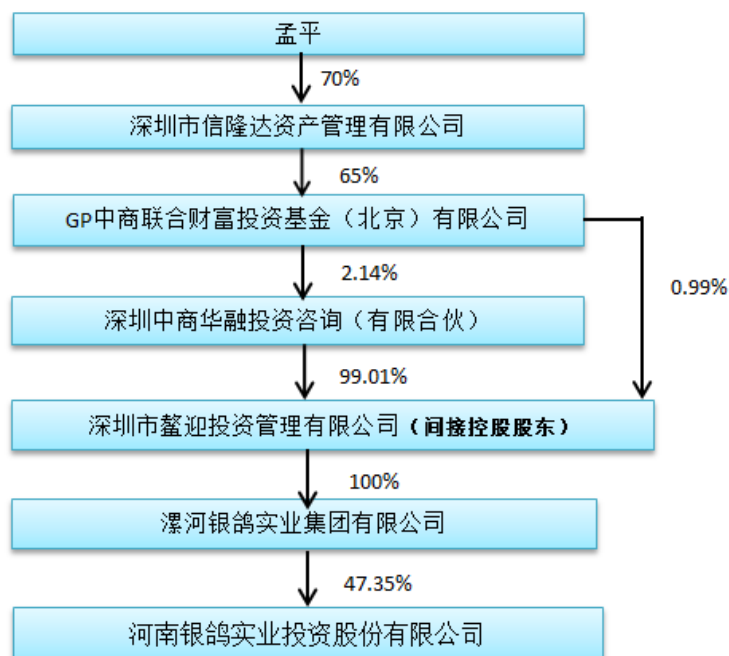 孟平
70%
深圳市信隆达资产管理有限公司
65%
GP中商联合财富投资基金（北京）有限公司
2.14%
0.99%
深圳中商华融投资咨询（有限合伙）
99.01%
深圳市鳌迎投资管理有限公司（间接控股股东）
100%
漯河银鸽实业集团有限公司
47.35%
河南银鸽实业投资股份有限公司